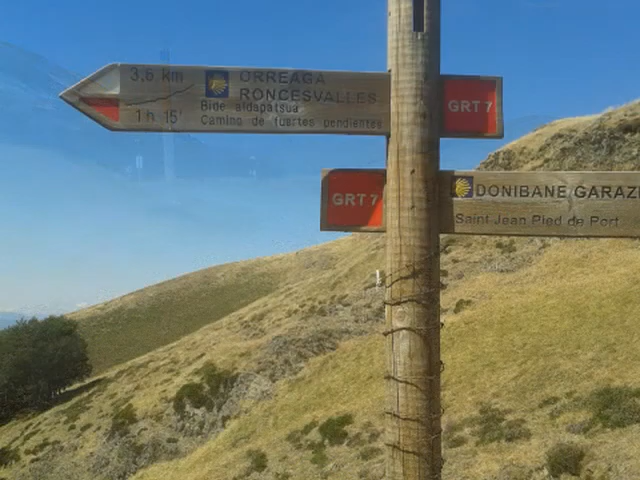 3,6 km
ORREAGA
RONCESVALLES
Bide aldapatsua
1 h 15'
Camino de fuertes pendientes
GRT 7
GRT 7
DONIBANE GARAZI
Saint Jean Pied de Port